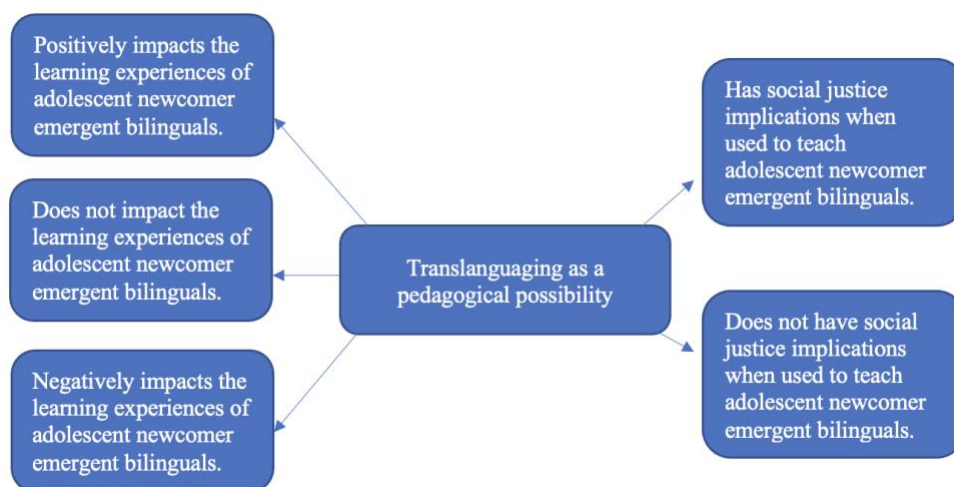 Positively impacts the
learning experiences of
adolescent newcomer
emergent bilinguals.
Does not impact the
learning experiences of
adolescent newcomer
emergent bilinguals.
Negatively impacts the
learning experiences of
adolescent newcomer
emergent bilinguals.
Translanguaging as a
pedagogical possibility
Has social justice
implications when
used to teach
adolescent newcomer
emergent bilinguals.
Does not have social
justice implications
when used to teach
adolescent newcomer
emergent bilinguals.